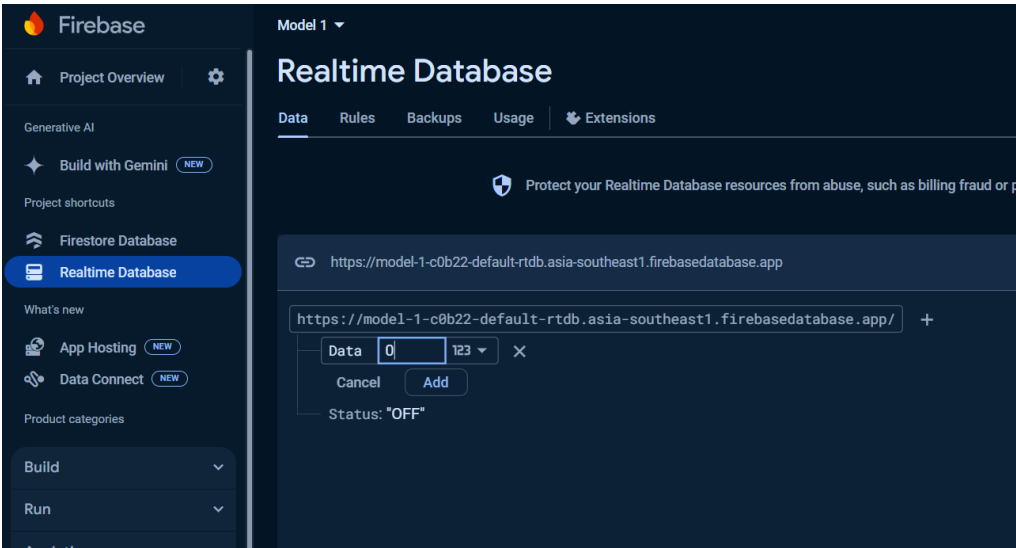 Firebase
Model 1
Project Overview
Realtime Database
Data Rules Backups Usage Extensions
Generative AI
Build with Gemini NEW
Project shortcuts
Protect your Realtime Database resources from abuse, such as billing fraud or
Firestore Database
Realtime Database
https://model-1-c0b22-default-rtdb.asia-southeast1.firebasedatabase.app
What's new
https://model-1-c0b22-default-rtdb.asia-southeast1.firebasedatabase.app/
App Hosting NEW
Data 0 123
Data Connect NEW
Cancel Add
Status: "OFF"
Product categories
Build
Run